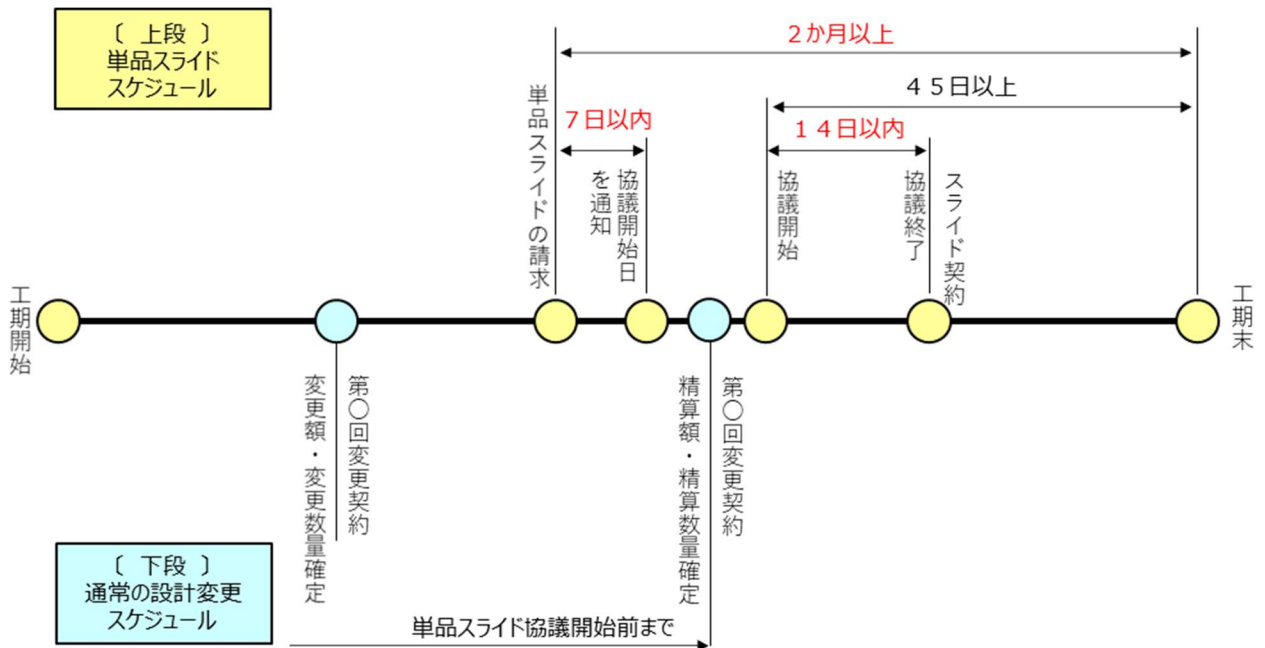 〔 上段 〕
単品スライド
スケジュール
２か月以上
４５日以上
７日以内
１４日以内
単品スライドの請求
協議開始日
を通知
協議開始
協議終了
スライド契約
工期開始
工期末
変更額・変更数量確定
第〇回変更契約
精算額・精算数量確定
第〇回変更契約
〔 下段 〕
通常の設計変更
スケジュール
単品スライド協議開始前まで